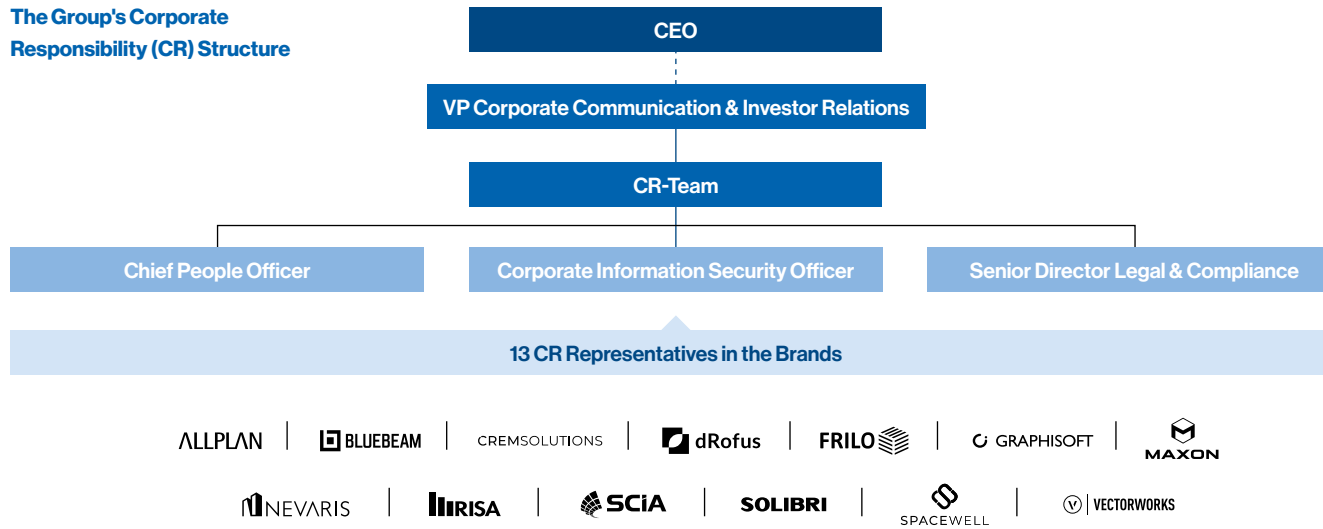 The Group's Corporate
Responsibility (CR) Structure
CEO
VP Corporate Communication & Investor Relations
CR-Team
Chief People Officer
Corporate Information Security Officer
Senior Director Legal & Compliance
13 CR Representatives in the Brands
ALLPLAN
BLUEBEAM
CREMSOLUTIONS
dRofus
FRILO
GRAPHISOFT
MAXON
NEVARIS
RISA
SCiA
SOLIBRI
SPACEWELL
V VECTORWORKS